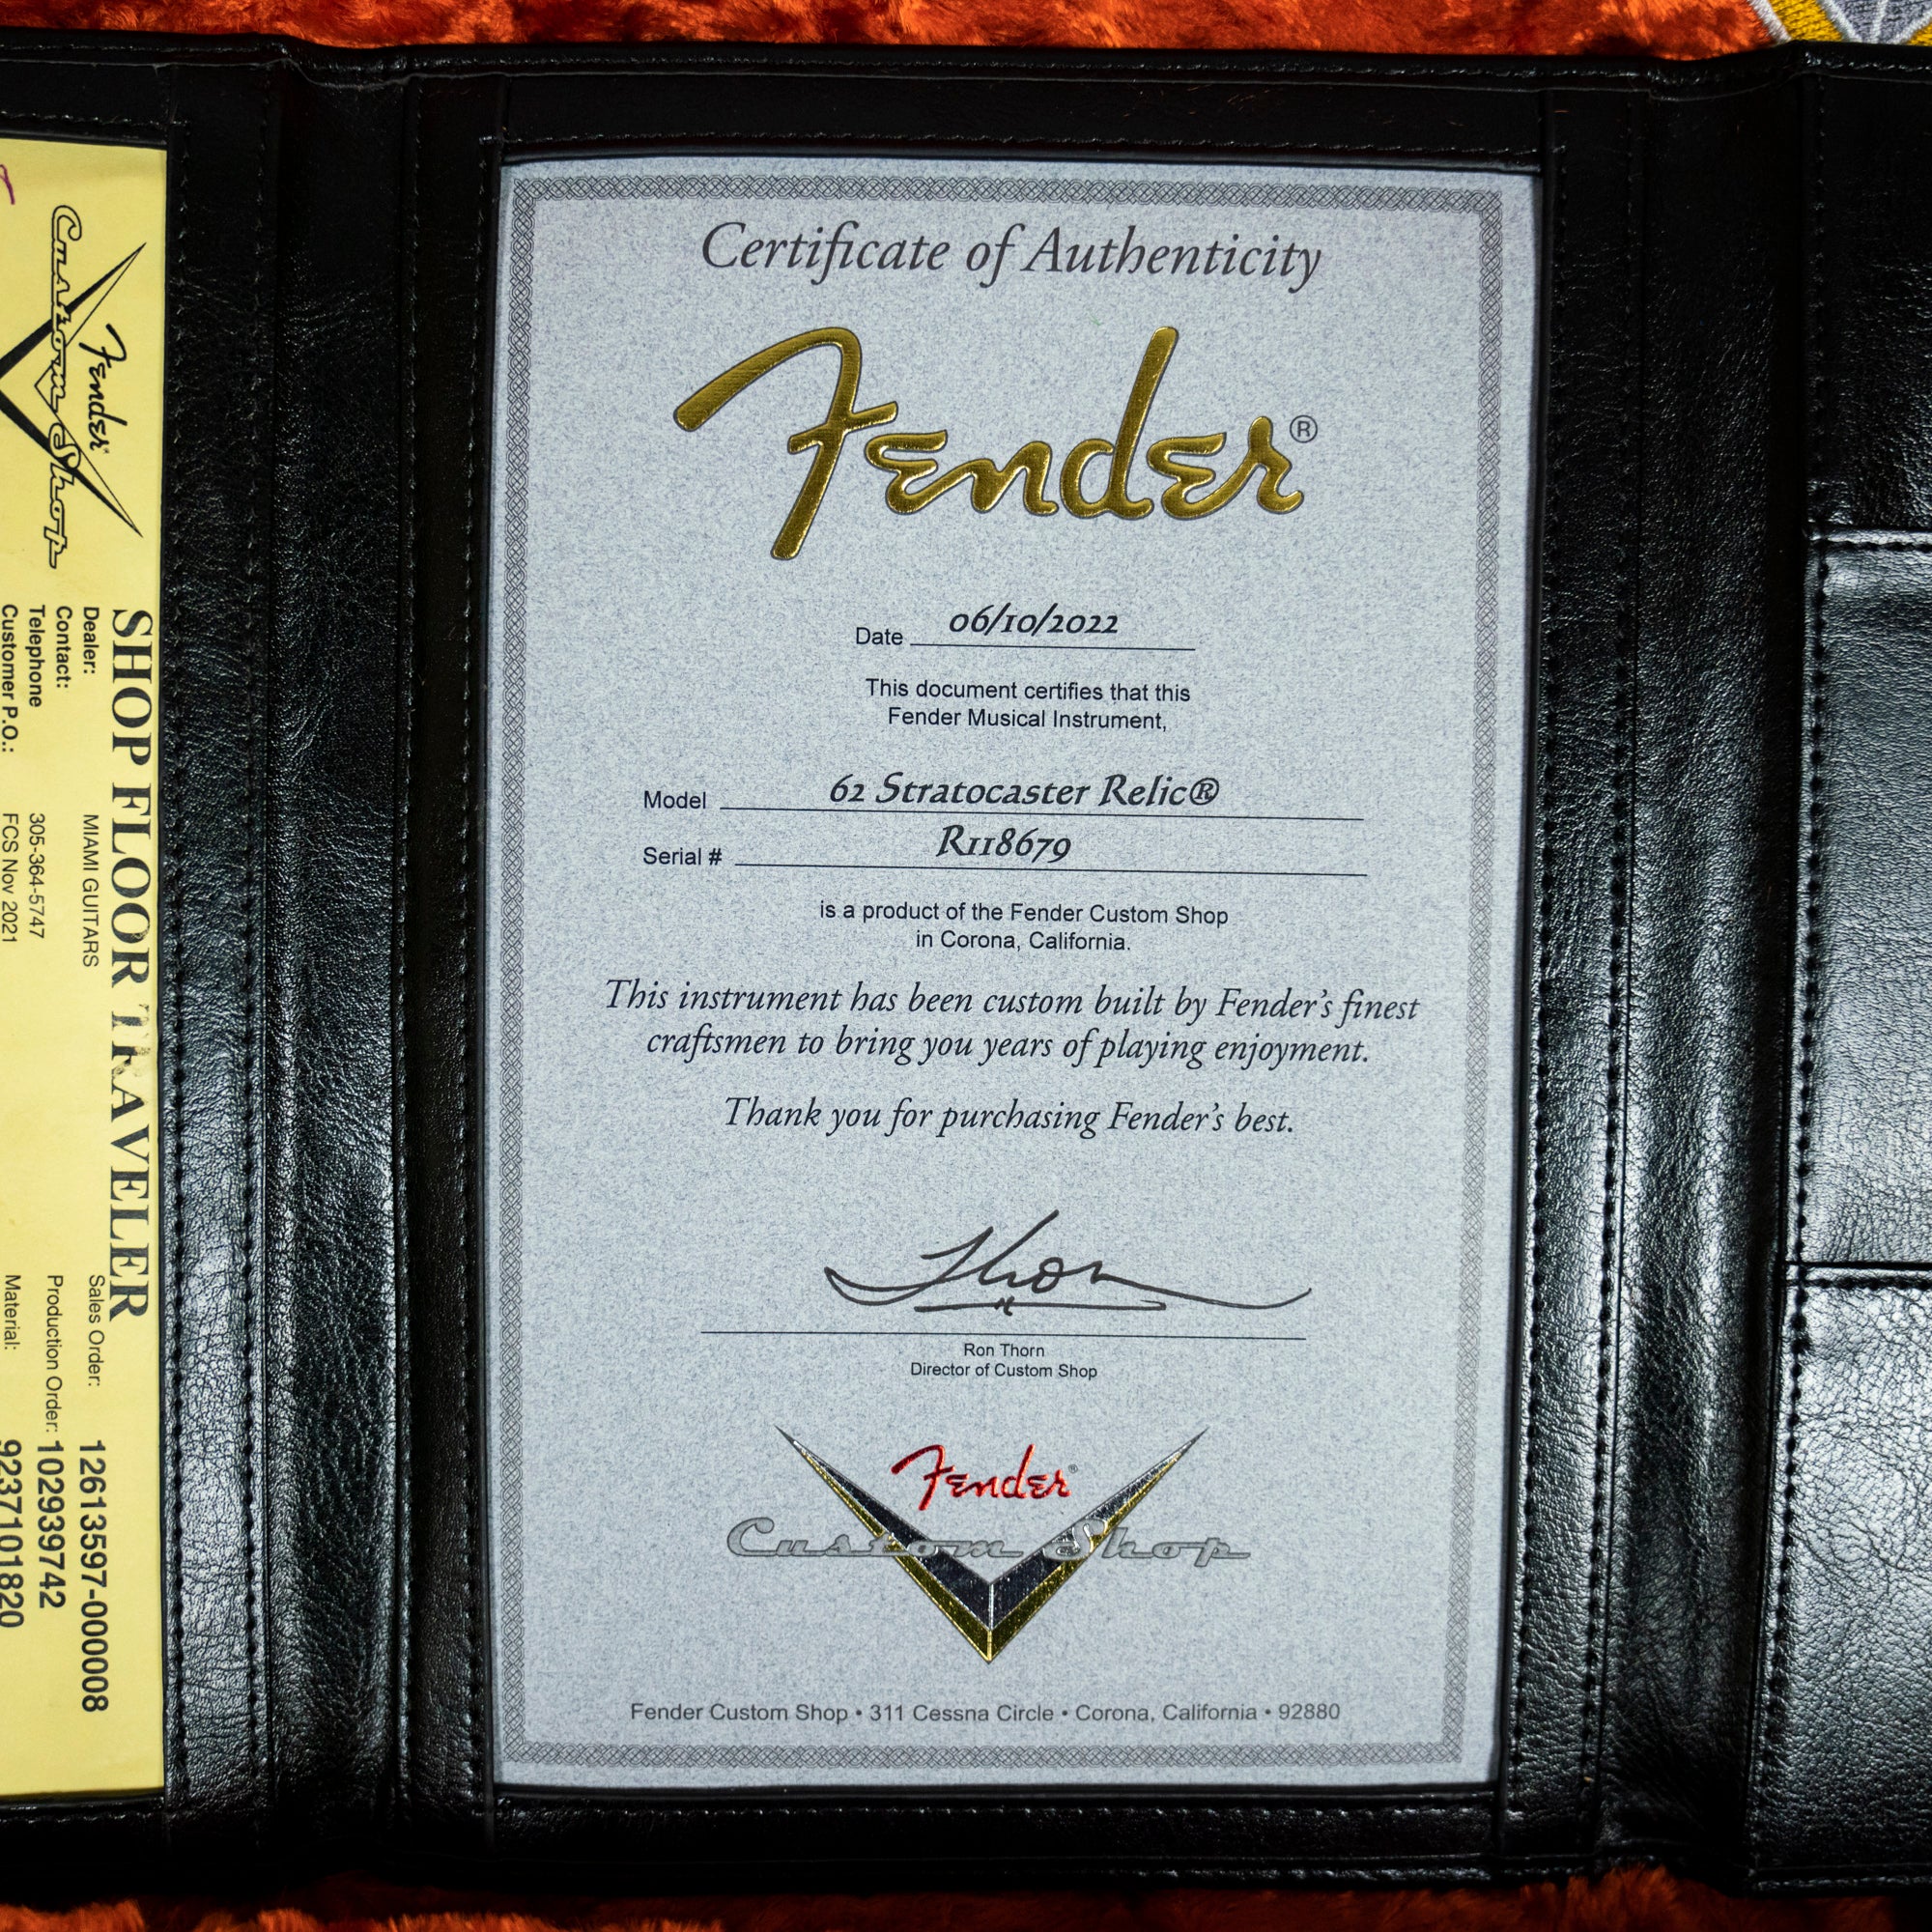 Custom Shop
Fender
SHOP FLOOR TRAVELER
Dealer: MIAMI GUITARS Sales Order: 12613597-000008
Contact: Production Order: 1029939742
Telephone 305-364-5747
Customer P.O.: FCS Nov 2021 Material: 9237101820
Certificate of Authenticity
Fender®
Date 06/10/2022
This document certifies that this
Fender Musical Instrument,
Model 62 Stratocaster Relic®
Serial # R118679
is a product of the Fender Custom Shop
in Corona, California.
This instrument has been custom built by Fender's finest
craftsmen to bring you years of playing enjoyment.
Thank you for purchasing Fender's best.
Thorn
Ron Thorn
Director of Custom Shop
Fender®
Custom Shop
Fender Custom Shop • 311 Cessna Circle • Corona, California • 92880